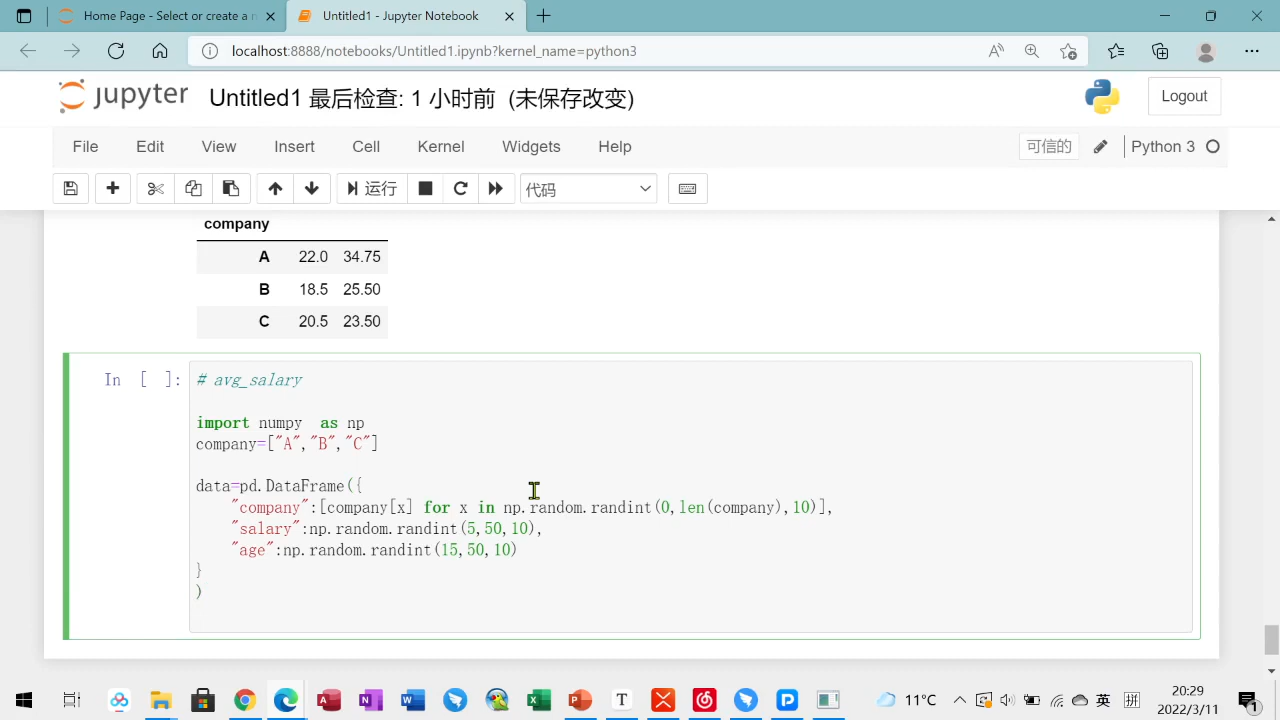 Home Page - Select or create a n
Untitled1 - Jupyter Notebook
localhost:8888/notebooks/Untitled1.ipynb?kernel_name=python3
jupyter Untitled1 最后检查: 1 小时前 (未保存改变)
Logout
File Edit View Insert Cell Kernel Widgets Help
可信的
Python 3
运行
代码
company
A 22.0 34.75
B 18.5 25.50
C 20.5 23.50
In [ ]:
# avg_salary
import numpy  as np
company=["A","B","C"]
data=pd.DataFrame({
    "company":[company[x] for x in np.random.randint(0,len(company),10)],
    "salary":np.random.randint(5,50,10),
    "age":np.random.randint(15,50,10)
}
)
11°C
英
拼
20:29
2022/3/11
1